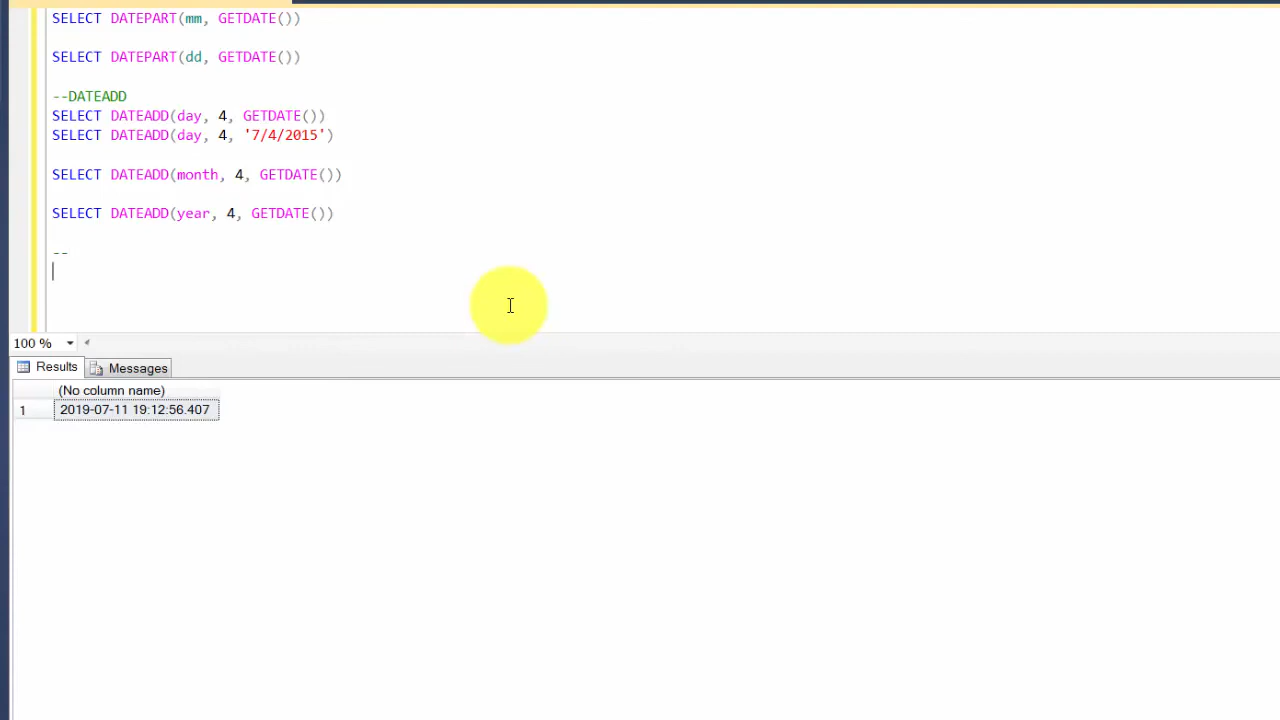 SELECT DATEPART(mm, GETDATE())
SELECT DATEPART(dd, GETDATE())
--DATEADD
SELECT DATEADD(day, 4, GETDATE())
SELECT DATEADD(day, 4, '7/4/2015')
SELECT DATEADD(month, 4, GETDATE())
SELECT DATEADD(year, 4, GETDATE())
--
100 %
Results Messages
(No column name)
1 2019-07-11 19:12:56.407